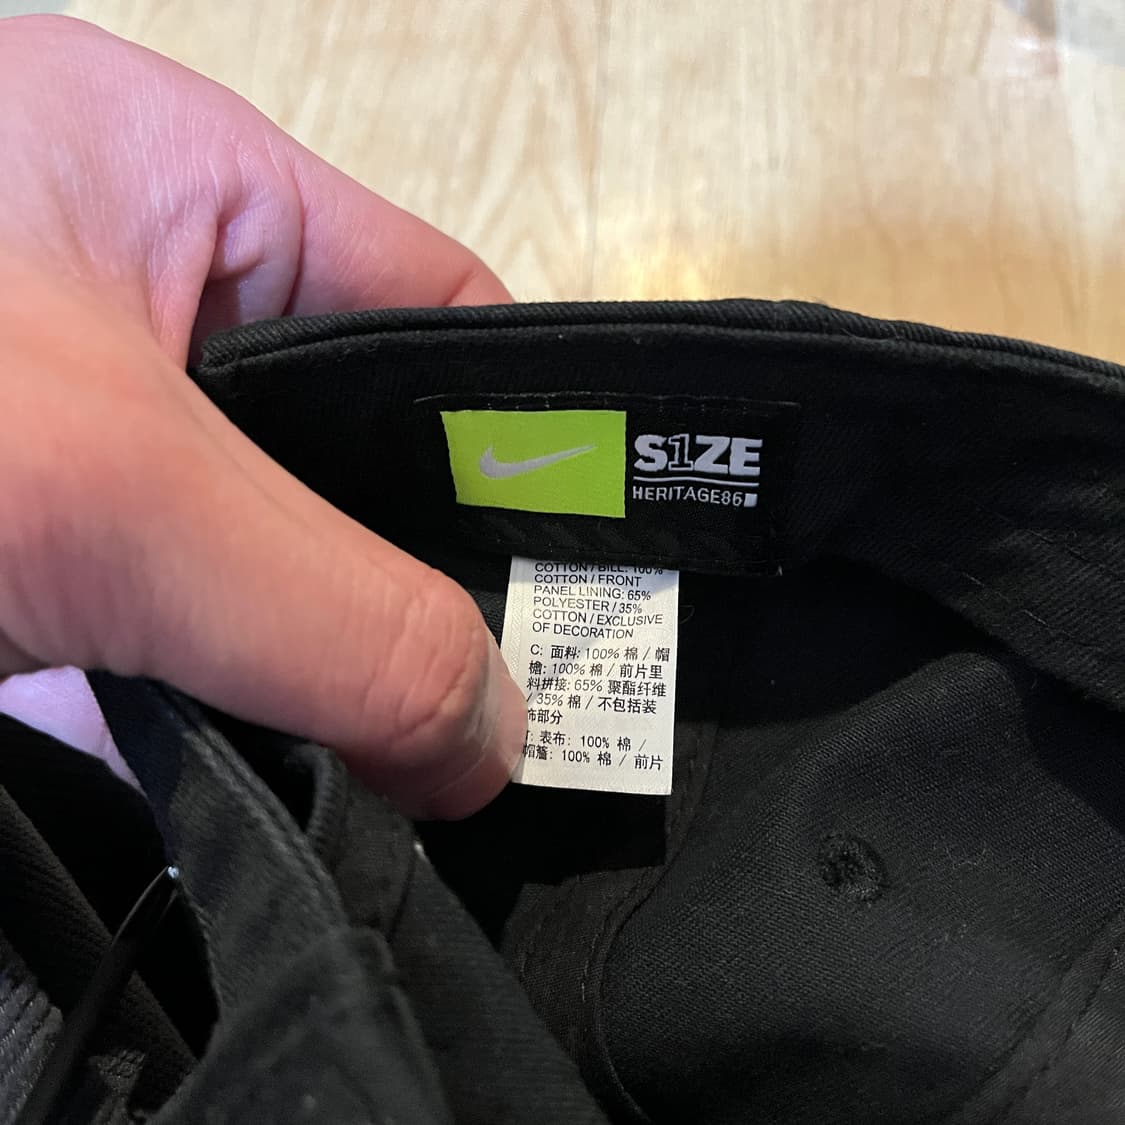 S1ZE
HERITAGE86
COTTON / BILL: 100%
COTTON / FRONT
PANEL LINING: 65%
POLYESTER / 35%
COTTON / EXCLUSIVE
OF DECORATION
C: 面料: 100% 棉 / 帽
檐: 100% 棉 / 前片里
料拼接: 65% 聚酯纤维
/ 35% 棉 / 不包括装
饰部分
T: 表布: 100% 棉 /
帽簷: 100% 棉 / 前片